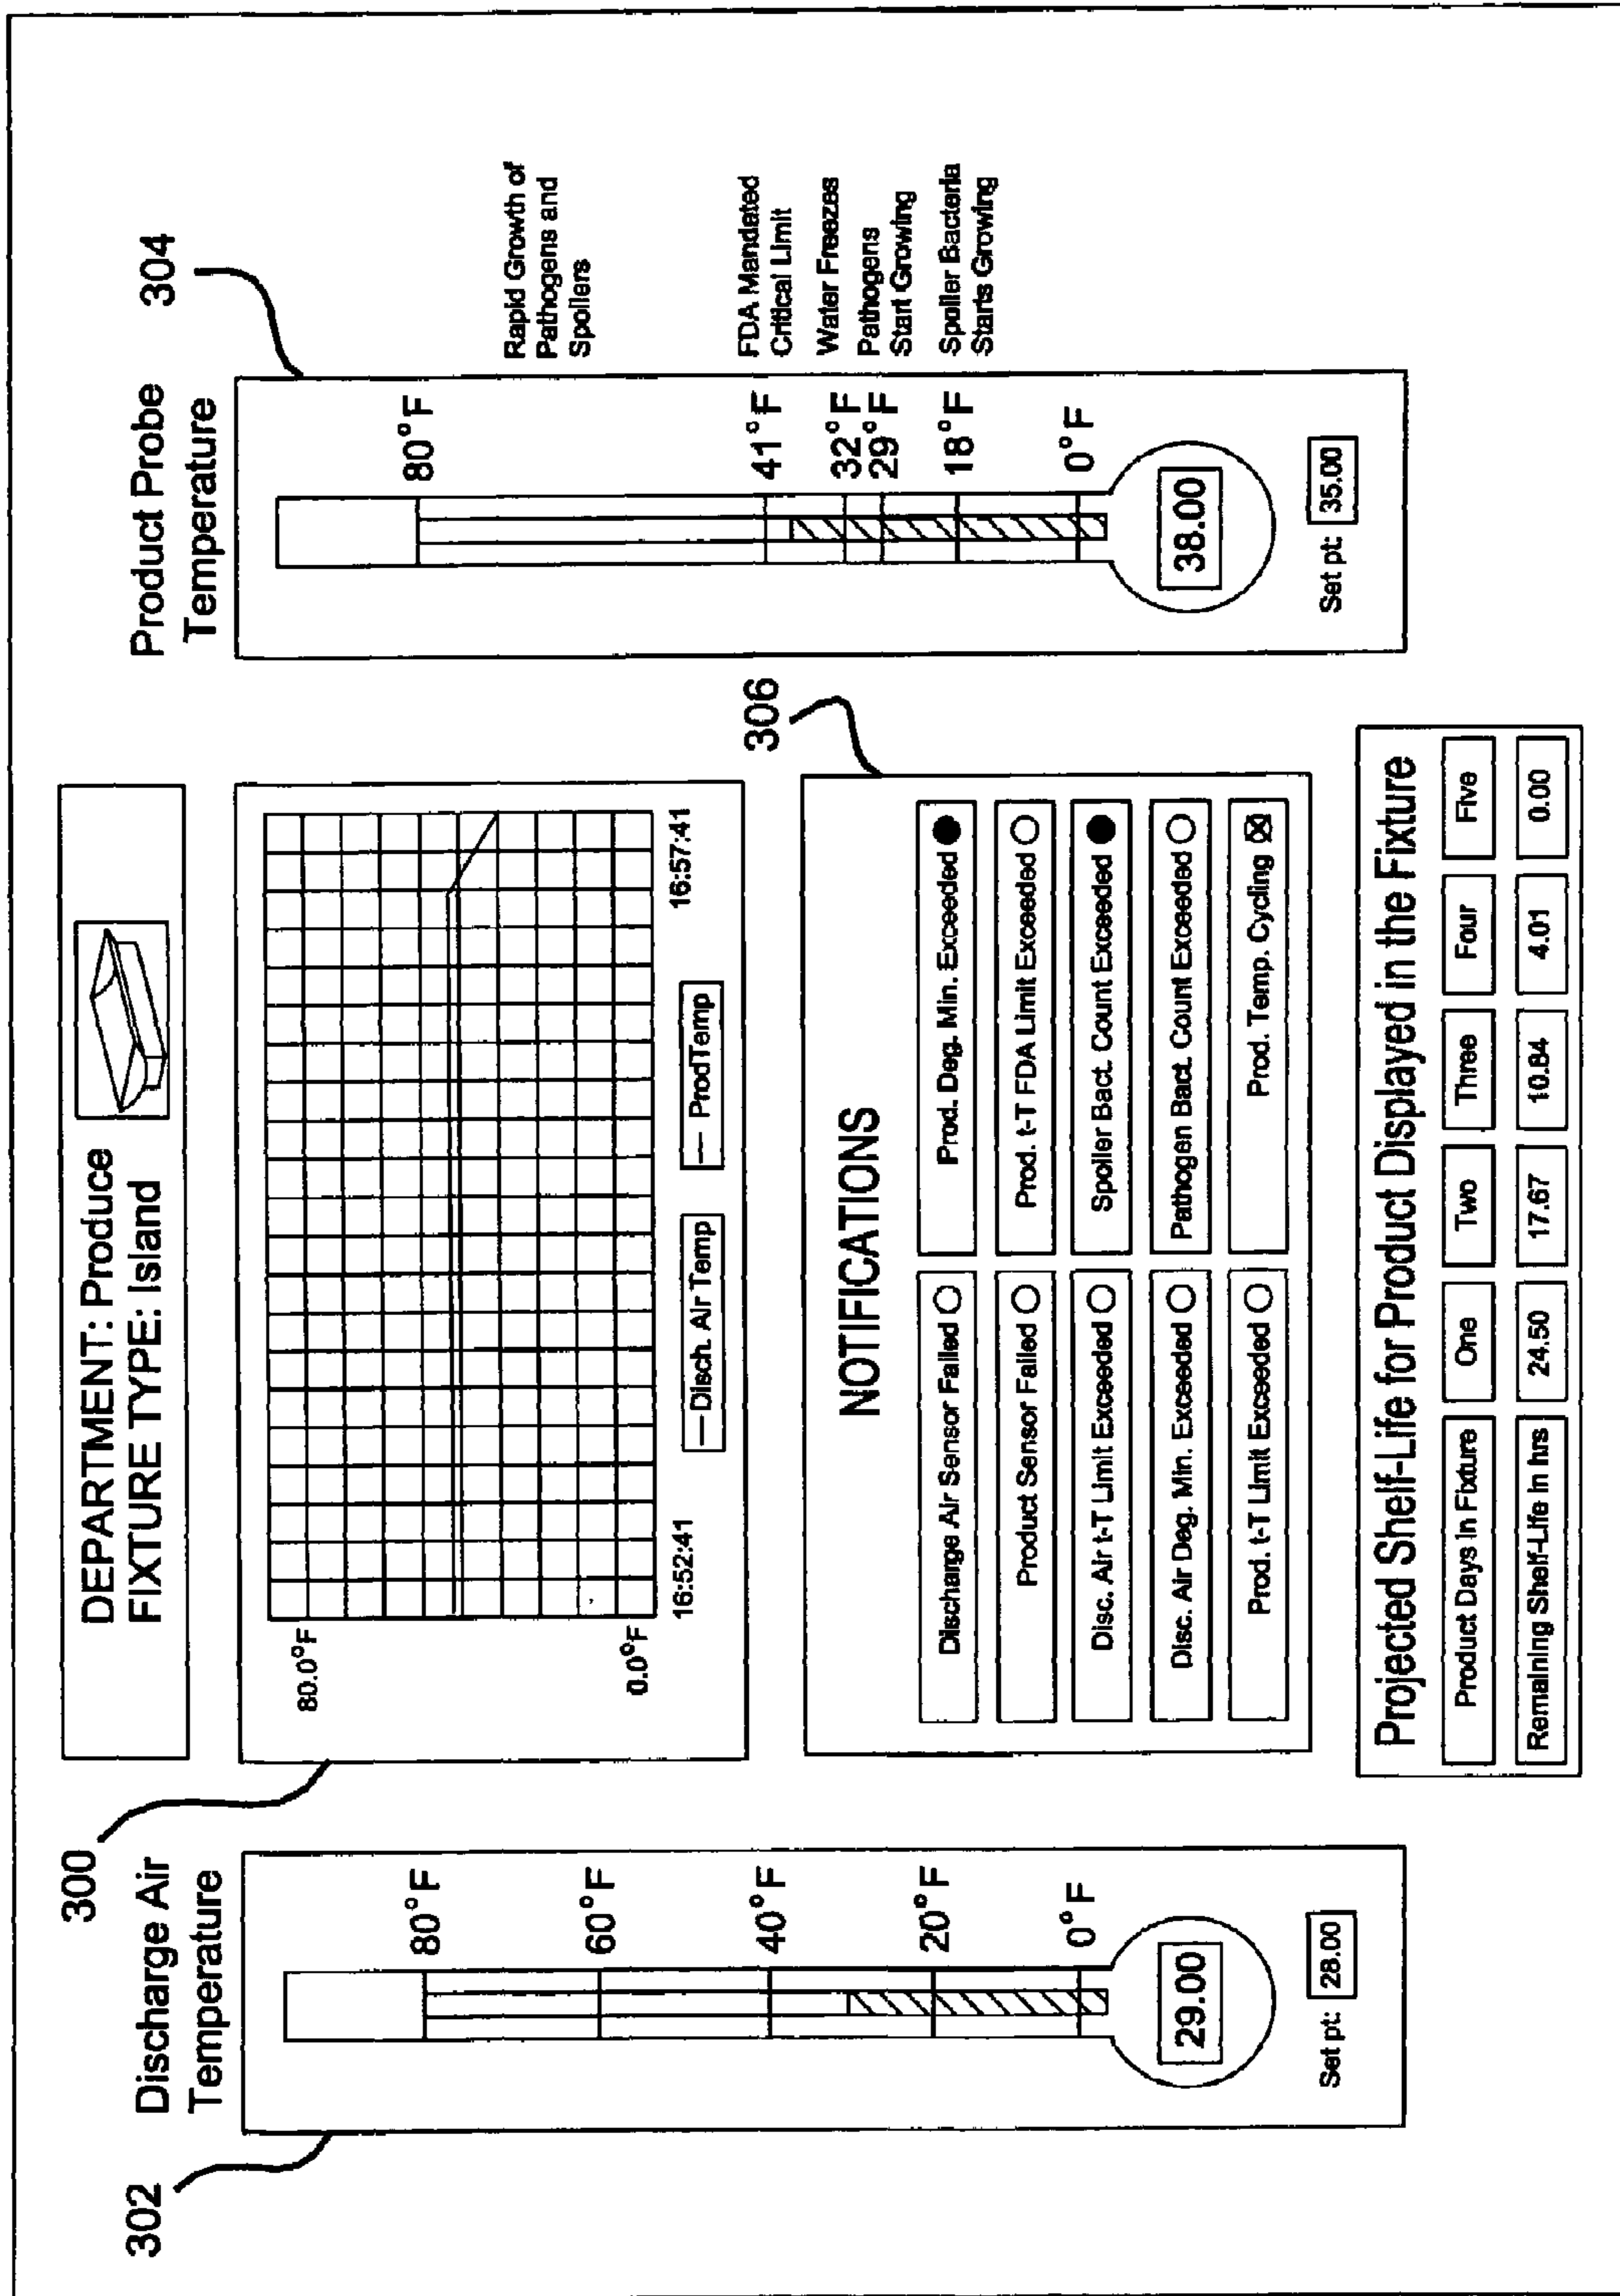 DEPARTMENT: Produce
FIXTURE TYPE: Island
300
302
Discharge Air
Temperature
80°F
60°F
40°F
20°F
0°F
29.00
Set pt: 28.00
80.0°F
0.0°F
16:52:41
16:57:41
— Disch. Air Temp
— ProdTemp
306
NOTIFICATIONS
Discharge Air Sensor Failed
Prod. Deg. Min. Exceeded
Product Sensor Failed
Prod. t-T FDA Limit Exceeded
Disc. Air t-T Limit Exceeded
Spoiler Bact. Count Exceeded
Disc. Air Deg. Min. Exceeded
Pathogen Bact. Count Exceeded
Prod. t-T Limit Exceeded
Prod. Temp. Cycling
Projected Shelf-Life for Product Displayed in the Fixture
Product Days in Fixture One Two Three Four Five
Remaining Shelf-Life in hrs 24.50 17.67 10.84 4.01 0.00
304
Product Probe
Temperature
80°F
41°F
32°F
29°F
18°F
0°F
38.00
Set pt: 35.00
Rapid Growth of
Pathogens and
Spoilers
FDA Mandated
Critical Limit
Water Freezes
Pathogens
Start Growing
Spoiler Bacteria
Starts Growing